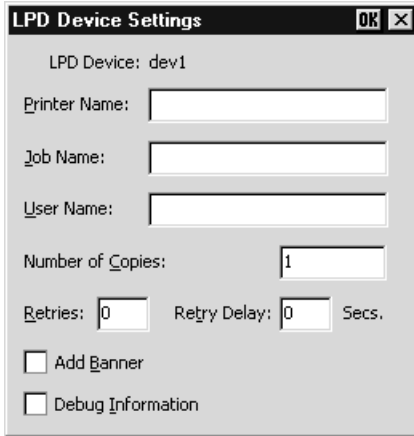 LPD Device Settings OK ×
LPD Device: dev1
Printer Name:
Job Name:
User Name:
Number of Copies: 1
Retries: 0 Retry Delay: 0 Secs.
Add Banner
Debug Information